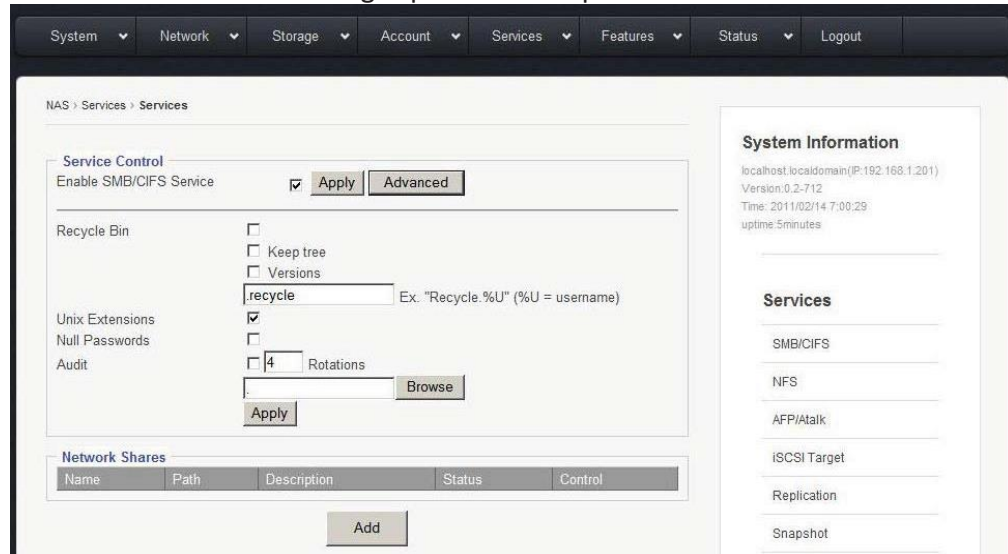 System Network Storage Account Services Features Status Logout
NAS › Services › Services
Service Control
Enable SMB/CIFS Service Apply Advanced
Recycle Bin
Keep tree
Versions
.recycle Ex. "Recycle.%U" (%U = username)
Unix Extensions
Null Passwords
Audit 4 Rotations
. Browse
Apply
Network Shares
Name Path Description Status Control
Add
System Information
localhost.localdomain(IP:192.168.1.201)
Version:0.2-712
Time: 2011/02/14 7:00:29
uptime:5minutes
Services
SMB/CIFS
NFS
AFP/Atalk
iSCSI Target
Replication
Snapshot